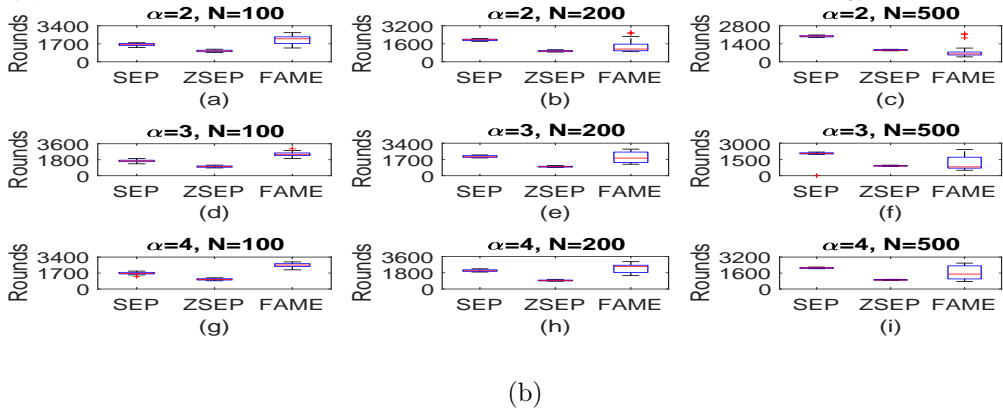 α=2, N=100
α=2, N=200
α=2, N=500
Rounds
3400
1700
0
SEP ZSEP FAME
(a)
Rounds
3200
1600
0
SEP ZSEP FAME
(b)
Rounds
2800
1400
0
SEP ZSEP FAME
(c)
α=3, N=100
α=3, N=200
α=3, N=500
Rounds
3600
1800
0
SEP ZSEP FAME
(d)
Rounds
3400
1700
0
SEP ZSEP FAME
(e)
Rounds
3000
1500
0
SEP ZSEP FAME
(f)
α=4, N=100
α=4, N=200
α=4, N=500
Rounds
3400
1700
0
SEP ZSEP FAME
(g)
Rounds
3600
1800
0
SEP ZSEP FAME
(h)
Rounds
3200
1600
0
SEP ZSEP FAME
(i)
(b)